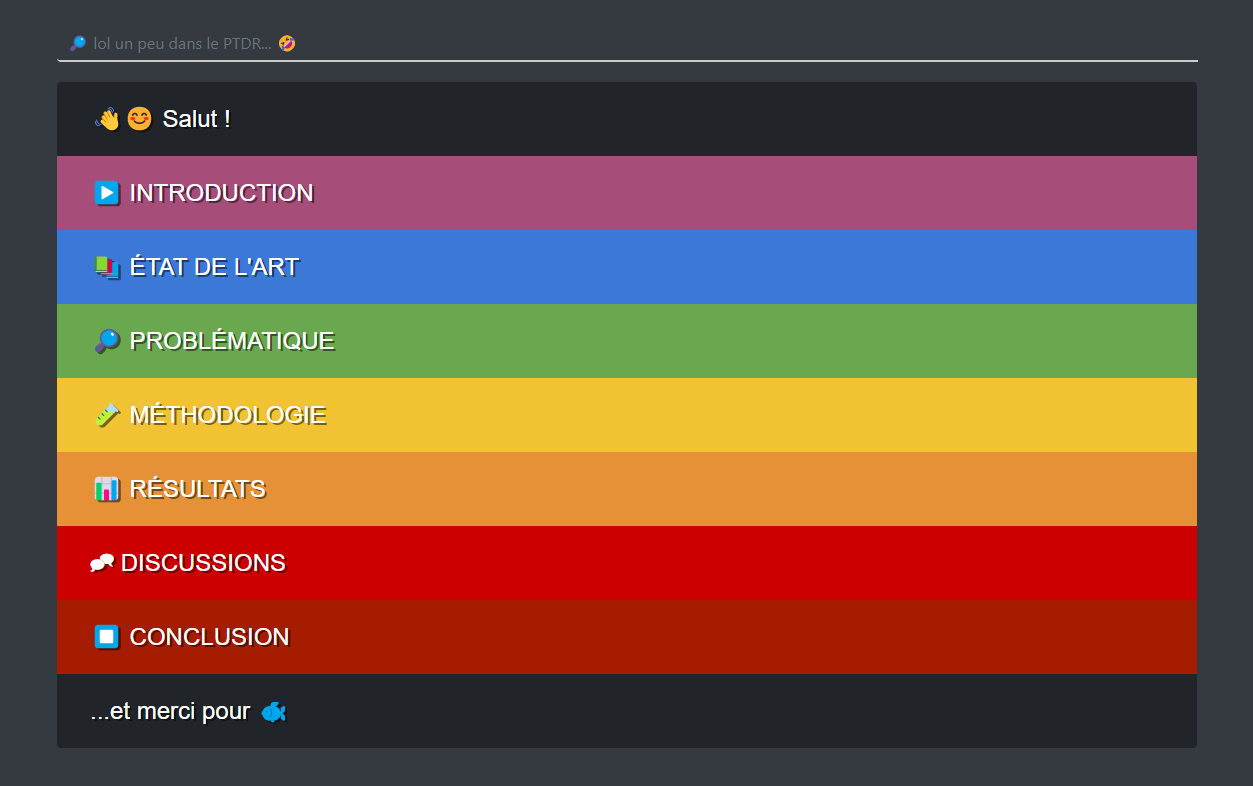 🔎 lol un peu dans le PTDR... 🤣
👋😊 Salut !
▶️ INTRODUCTION
📚 ÉTAT DE L'ART
🔎 PROBLÉMATIQUE
🧪 MÉTHODOLOGIE
📊 RÉSULTATS
🗪 DISCUSSIONS
⏹️ CONCLUSION
...et merci pour 🐟